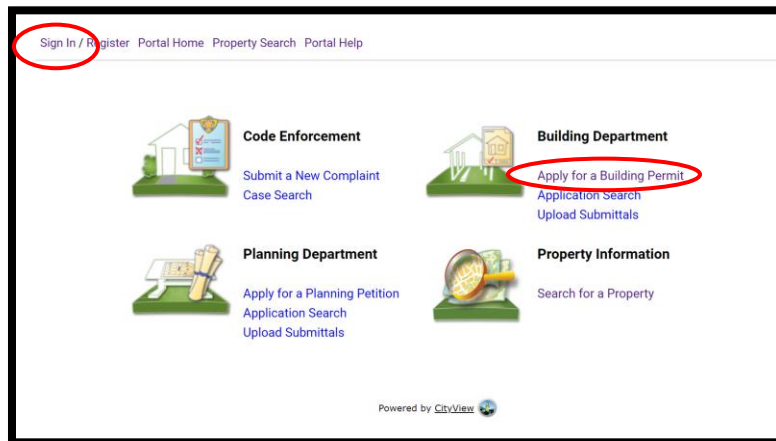 Sign In / Register Portal Home Property Search Portal Help
Code Enforcement
Submit a New Complaint
Case Search
Building Department
Apply for a Building Permit
Application Search
Upload Submittals
Planning Department
Apply for a Planning Petition
Application Search
Upload Submittals
Property Information
Search for a Property
Powered by CityView